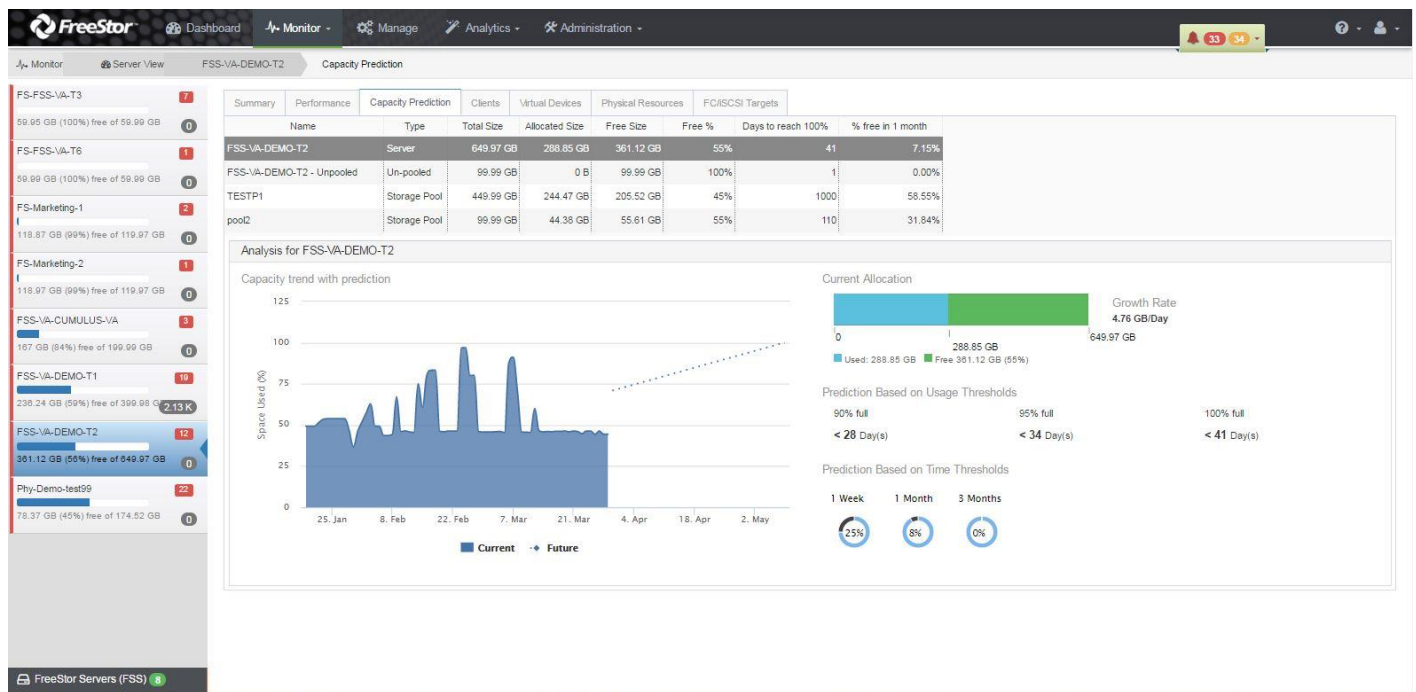 FreeStor Dashboard Monitor Manage Analytics Administration 33 34
Monitor Server View FSS-VA-DEMO-T2 Capacity Prediction
FS-FSS-VA-T3 7
59.95 GB (100%) free of 59.99 GB 0
FS-FSS-VA-T6 1
59.99 GB (100%) free of 59.99 GB 0
FS-Marketing-1 2
118.87 GB (99%) free of 119.97 GB 0
FS-Marketing-2 1
118.97 GB (99%) free of 119.97 GB 0
FSS-VA-CUMULUS-VA 3
167 GB (84%) free of 199.99 GB 0
FSS-VA-DEMO-T1 19
236.24 GB (59%) free of 399.98 G 2.13 K
FSS-VA-DEMO-T2 12
361.12 GB (56%) free of 649.97 GB 0
Phy-Demo-test99 22
78.37 GB (45%) free of 174.52 GB 0
FreeStor Servers (FSS) 8
Summary Performance Capacity Prediction Clients Virtual Devices Physical Resources FC/iSCSI Targets
Name Type Total Size Allocated Size Free Size Free % Days to reach 100% % free in 1 month
FSS-VA-DEMO-T2 Server 649.97 GB 288.85 GB 361.12 GB 55% 41 7.15%
FSS-VA-DEMO-T2 - Unpooled Un-pooled 99.99 GB 0 B 99.99 GB 100% 1 0.00%
TESTP1 Storage Pool 449.99 GB 244.47 GB 205.52 GB 45% 1000 58.55%
pool2 Storage Pool 99.99 GB 44.38 GB 55.61 GB 55% 110 31.84%
Analysis for FSS-VA-DEMO-T2
Capacity trend with prediction
Space Used (%)
125
100
75
50
25
0
25. Jan 8. Feb 22. Feb 7. Mar 21. Mar 4. Apr 18. Apr 2. May
Current Future
Current Allocation
Growth Rate
4.76 GB/Day
0 288.85 GB 649.97 GB
Used: 288.85 GB Free 361.12 GB (55%)
Prediction Based on Usage Thresholds
90% full 95% full 100% full
< 28 Day(s) < 34 Day(s) < 41 Day(s)
Prediction Based on Time Thresholds
1 Week 1 Month 3 Months
25% 8% 0%